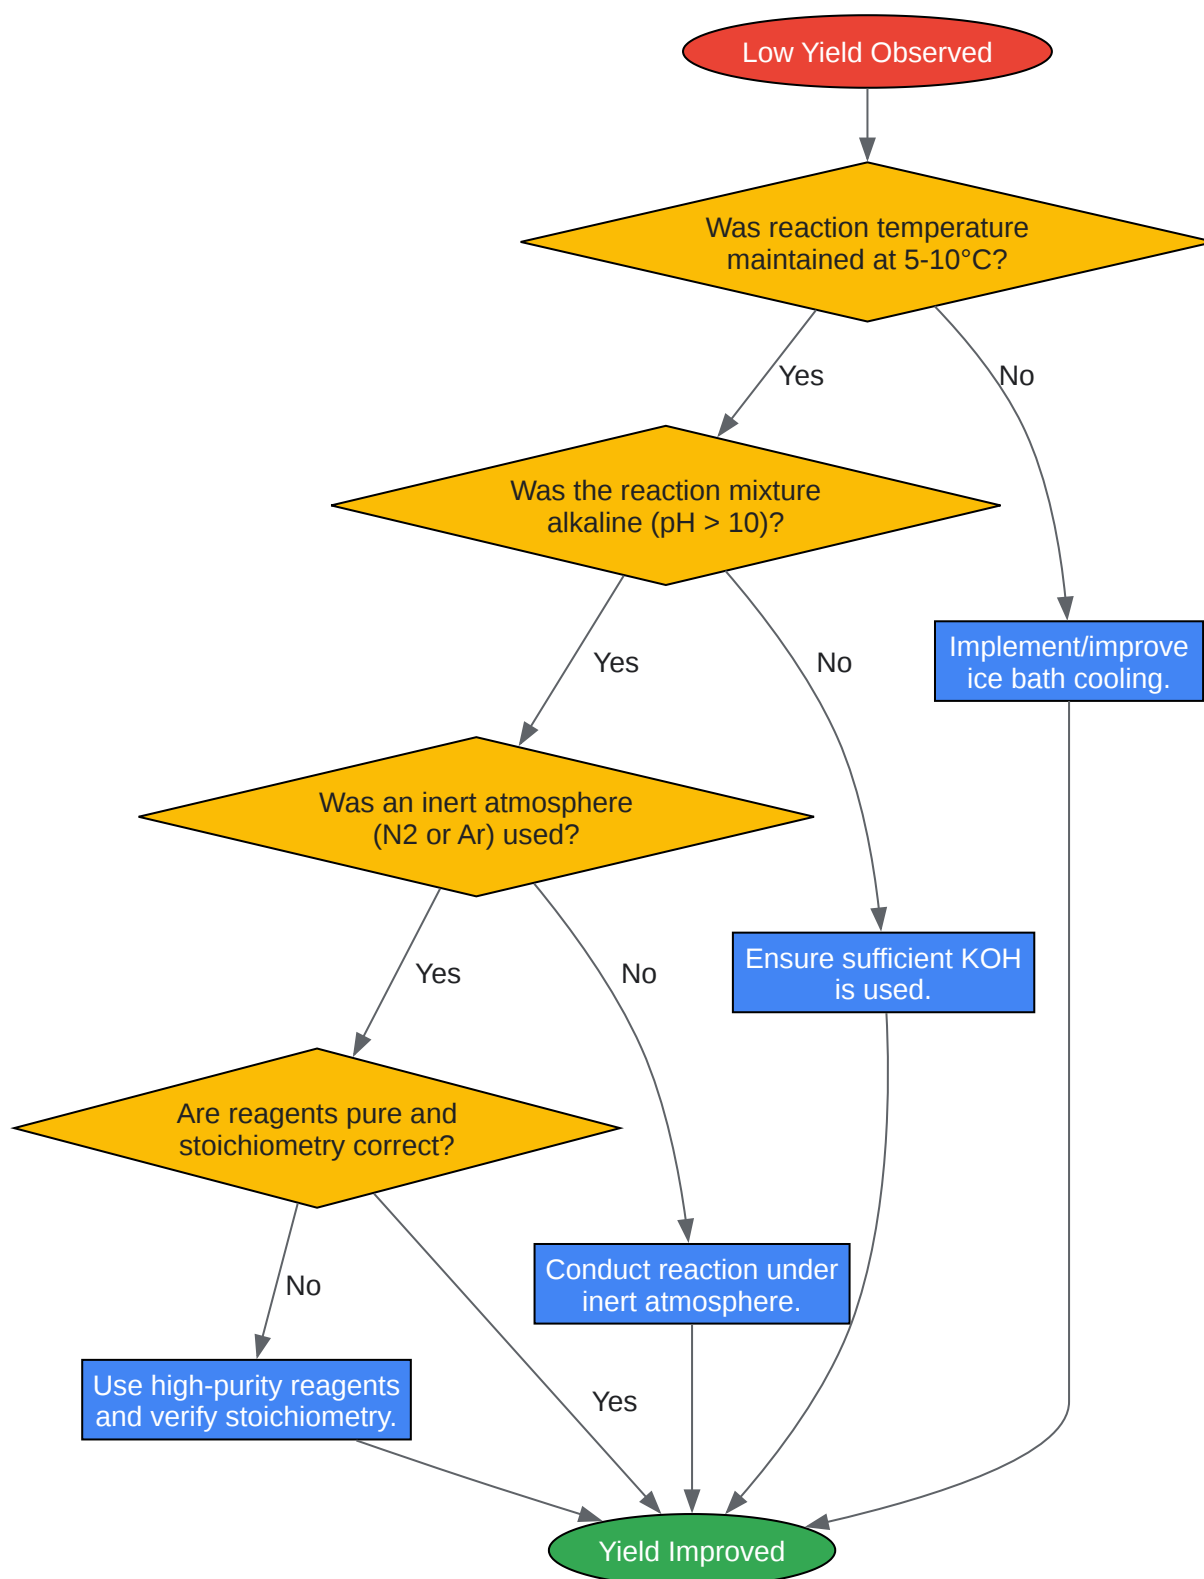 Low Yield Observed
Was reaction temperature
maintained at 5-10°C?
Yes
No
Was the reaction mixture
alkaline (pH > 10)?
Yes
No
Implement/improve
ice bath cooling.
Was an inert atmosphere
(N2 or Ar) used?
Yes
No
Ensure sufficient KOH
is used.
Are reagents pure and
stoichiometry correct?
No
Yes
Conduct reaction under
inert atmosphere.
Use high-purity reagents
and verify stoichiometry.
Yield Improved